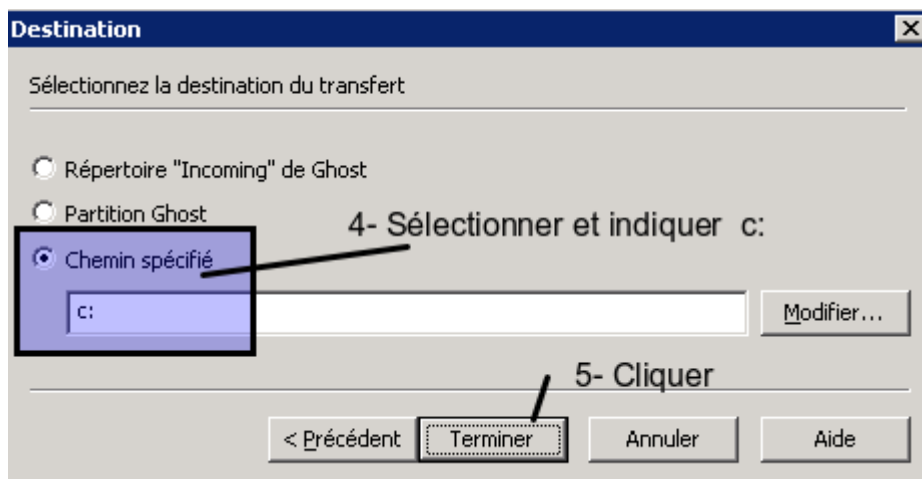 Destination
Sélectionnez la destination du transfert
Répertoire "Incoming" de Ghost
Partition Ghost
4- Sélectionner et indiquer c:
Chemin spécifié
c:
Modifier...
5- Cliquer
< Précédent
Terminer
Annuler
Aide